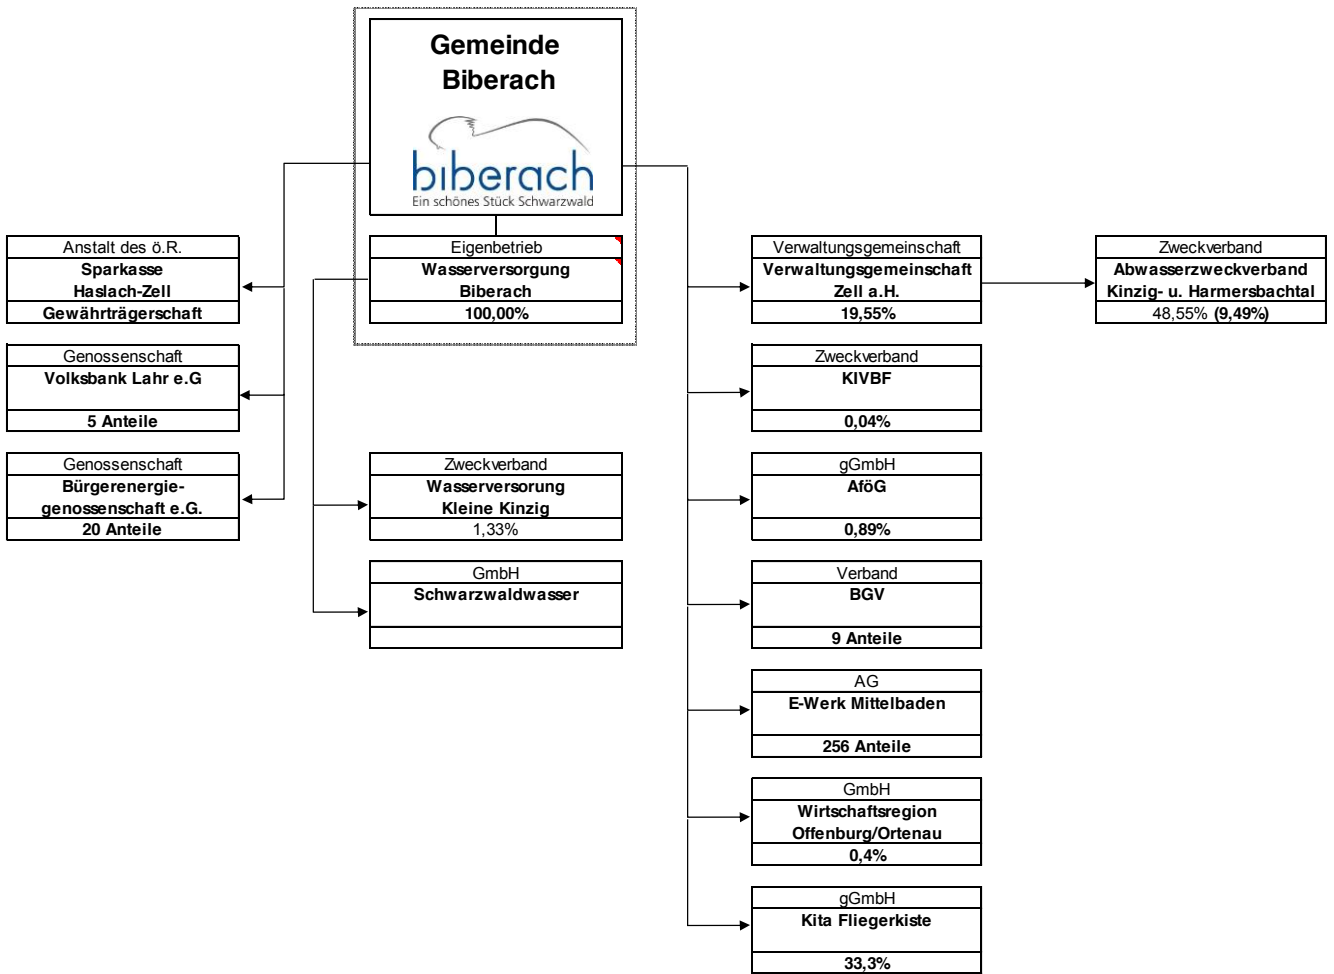 Gemeinde
Biberach
biberach
Ein schönes Stück Schwarzwald
Anstalt des ö.R.
Sparkasse
Haslach-Zell
Gewährträgerschaft
Genossenschaft
Volksbank Lahr e.G
5 Anteile
Genossenschaft
Bürgerenergie-
genossenschaft e.G.
20 Anteile
Eigenbetrieb
Wasserversorgung
Biberach
100,00%
Zweckverband
Wasserversorung
Kleine Kinzig
1,33%
GmbH
Schwarzwaldwasser
Verwaltungsgemeinschaft
Verwaltungsgemeinschaft
Zell a.H.
19,55%
Zweckverband
KIVBF
0,04%
gGmbH
AföG
0,89%
Verband
BGV
9 Anteile
AG
E-Werk Mittelbaden
256 Anteile
GmbH
Wirtschaftsregion
Offenburg/Ortenau
0,4%
gGmbH
Kita Fliegerkiste
33,3%
Zweckverband
Abwasserzweckverband
Kinzig- u. Harmersbachtal
48,55% (9,49%)